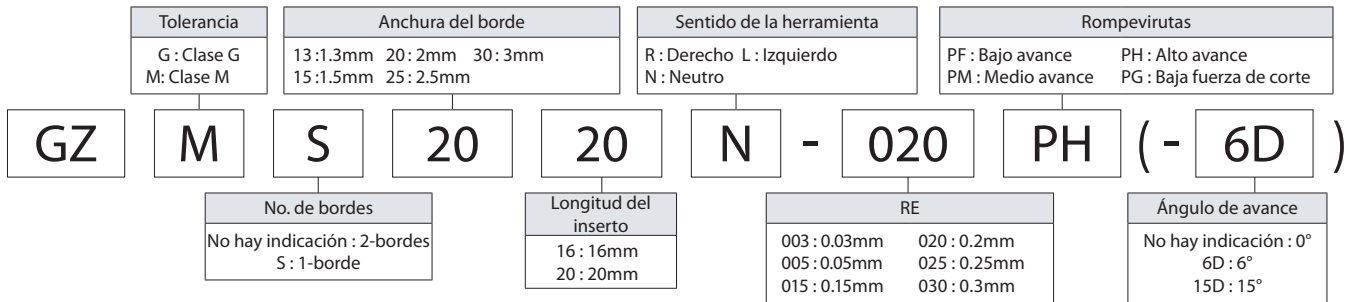 Tolerancia
G : Clase G
M: Clase M
Anchura del borde
13 :1.3mm 20 : 2mm 30 : 3mm
15 :1.5mm 25 : 2.5mm
Sentido de la herramienta
R : Derecho L : Izquierdo
N : Neutro
Rompevirutas
PF : Bajo avance PH : Alto avance
PM : Medio avance PG : Baja fuerza de corte
GZ M S 20 20 N - 020 PH ( - 6D )
No. de bordes
No hay indicación : 2-bordes
S : 1-borde
Longitud del
inserto
16 : 16mm
20 : 20mm
RE
003 : 0.03mm 020 : 0.2mm
005 : 0.05mm 025 : 0.25mm
015 : 0.15mm 030 : 0.3mm
Ángulo de avance
No hay indicación : 0°
6D : 6°
15D : 15°